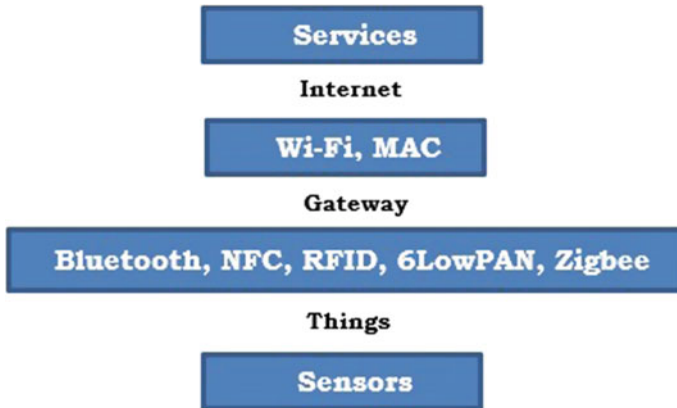 Services
Internet
Wi-Fi, MAC
Gateway
Bluetooth, NFC, RFID, 6LowPAN, Zigbee
Things
Sensors